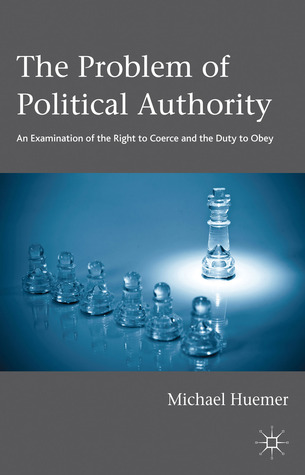 The Problem of
Political Authority
An Examination of the Right to Coerce and the Duty to Obey
Michael Huemer